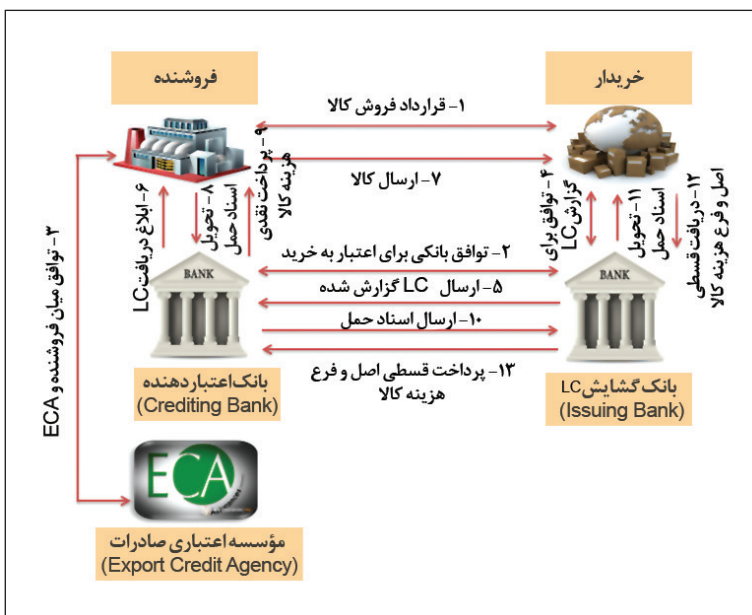 فروشنده
خریدار
۱- قرارداد فروش کالا
۷- ارسال کالا
۹- پرداخت نقدی
هزینه کالا
۸- تحویل
اسناد حمل
۶- ابلاغ دریافت LC
۴- توافق برای
گزارش LC
۱۱- تحویل
اسناد حمل
۱۲- دریافت قسطی
اصل و فرع هزینه کالا
۳- توافق میان فروشنده و ECA
BANK
BANK
۲- توافق بانکی برای اعتبار به خرید
۵- ارسال LC گزارش شده
۱۰- ارسال اسناد حمل
۱۳- پرداخت قسطی اصل و فرع
هزینه کالا
بانک اعتباردهنده
(Crediting Bank)
بانک گشایش LC
(Issuing Bank)
ECA
مؤسسه اعتباری صادرات
(Export Credit Agency)